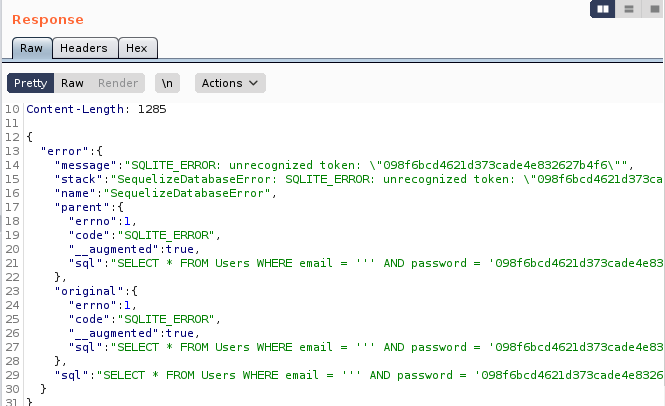 Response
Raw Headers Hex
Pretty Raw Render \n Actions
10 Content-Length: 1285
11
12 {
13 "error":{
14 "message":"SQLITE_ERROR: unrecognized token: \"098f6bcd4621d373cade4e832627b4f6\"",
15 "stack":"SequelizeDatabaseError: SQLITE_ERROR: unrecognized token: \"098f6bcd4621d373ca
16 "name":"SequelizeDatabaseError",
17 "parent":{
18 "errno":1,
19 "code":"SQLITE_ERROR",
20 "__augmented":true,
21 "sql":"SELECT * FROM Users WHERE email = ''' AND password = '098f6bcd4621d373cade4e83
22 },
23 "original":{
24 "errno":1,
25 "code":"SQLITE_ERROR",
26 "__augmented":true,
27 "sql":"SELECT * FROM Users WHERE email = ''' AND password = '098f6bcd4621d373cade4e83
28 },
29 "sql":"SELECT * FROM Users WHERE email = ''' AND password = '098f6bcd4621d373cade4e8326
30 }
31 }